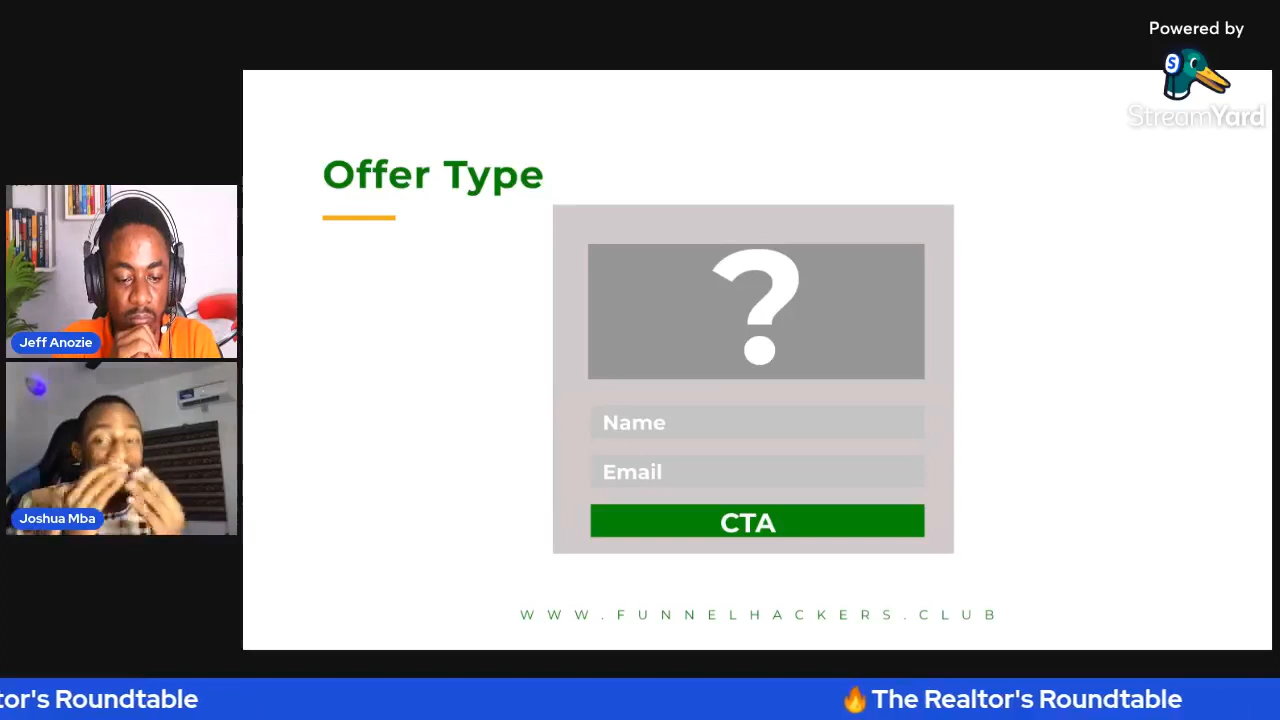 Powered by
StreamYard
Offer Type
?
Name
Email
CTA
WWW.FUNNELHACKERS.CLUB
Jeff Anozie
Joshua Mba
tor's Roundtable
🔥The Realtor's Roundtable